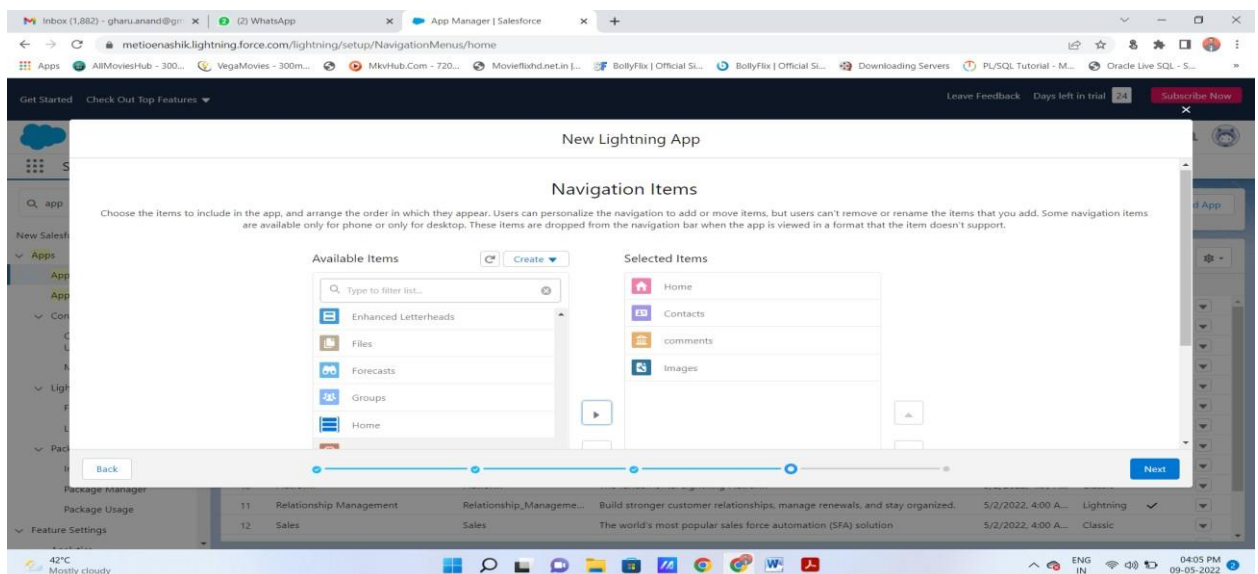 Inbox (1,882) - gharu.anand@gm
(2) WhatsApp
App Manager | Salesforce
metioenashik.lightning.force.com/lightning/setup/NavigationMenus/home
Apps
AllMoviesHub - 300...
VegaMovies - 300m...
MkvHub.Com - 720...
Movieflixhd.net.in |...
BollyFlix | Official Si...
BollyFlix | Official Si...
Downloading Servers
PL/SQL Tutorial - M...
Oracle Live SQL - S...
Get Started Check Out Top Features
Leave Feedback Days left in trial 24 Subscribe Now
New Lightning App
app
New Salesf
Apps
App
App
Con
Ligh
Pack
Navigation Items
Choose the items to include in the app, and arrange the order in which they appear. Users can personalize the navigation to add or move items, but users can't remove or rename the items that you add. Some navigation items
are available only for phone or only for desktop. These items are dropped from the navigation bar when the app is viewed in a format that the item doesn't support.
Available Items
Create
Type to filter list...
Enhanced Letterheads
Files
Forecasts
Groups
Home
Selected Items
Home
Contacts
comments
Images
d App
Back
Next
Package Manager
Package Usage
Feature Settings
11 Relationship Management Relationship_Manageme... Build stronger customer relationships, manage renewals, and stay organized. 5/2/2022, 4:00 A... Lightning
12 Sales Sales The world's most popular sales force automation (SFA) solution 5/2/2022, 4:00 A... Classic
42°C
Mostly cloudy
ENG
IN
04:05 PM
09-05-2022
2